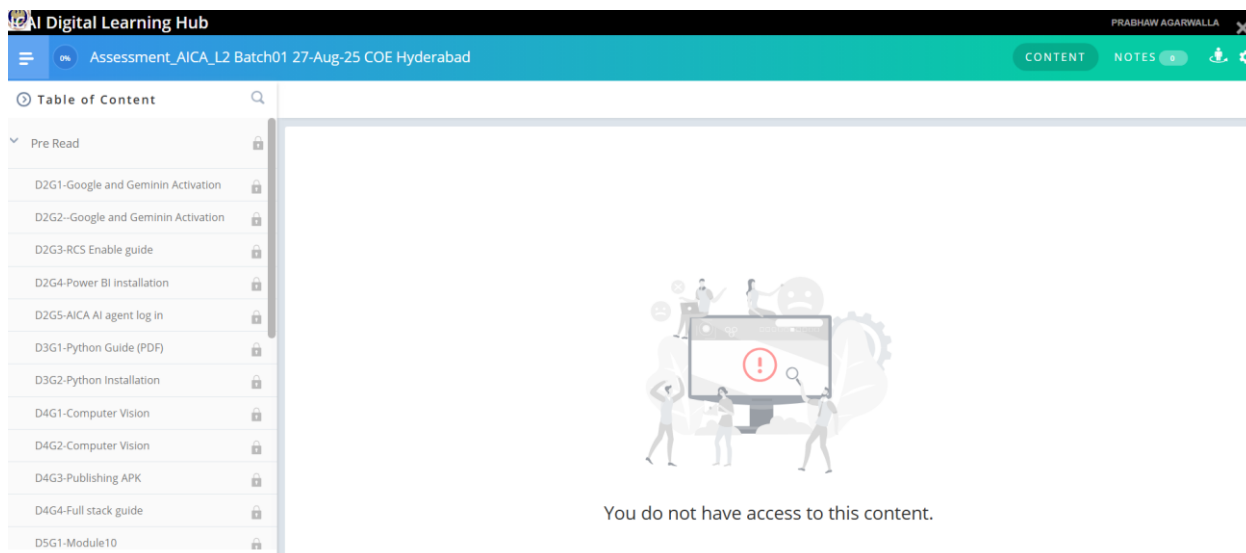 AI Digital Learning Hub
PRABHAW AGARWALLA
0%
Assessment_AICA_L2 Batch01 27-Aug-25 COE Hyderabad
CONTENT
NOTES 0
Table of Content
Pre Read
D2G1-Google and Geminin Activation
D2G2--Google and Geminin Activation
D2G3-RCS Enable guide
D2G4-Power BI installation
D2G5-AICA AI agent log in
D3G1-Python Guide (PDF)
D3G2-Python Installation
D4G1-Computer Vision
D4G2-Computer Vision
D4G3-Publishing APK
D4G4-Full stack guide
D5G1-Module10
You do not have access to this content.